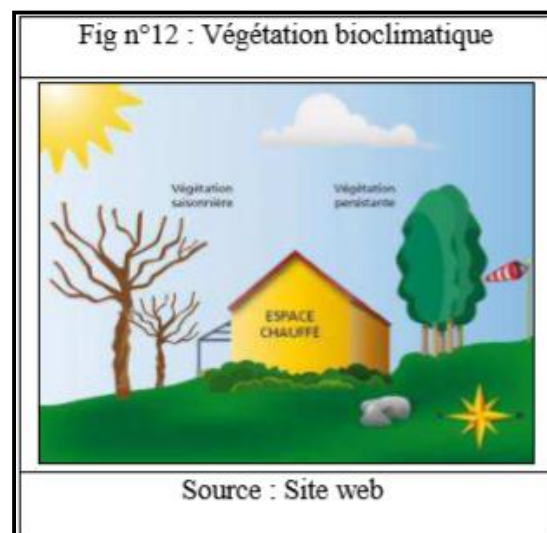 Fig n°12 : Végétation bioclimatique
Végétation
saisonnière
Végétation
persistante
ESPACE
CHAUFFÉ
Source : Site web